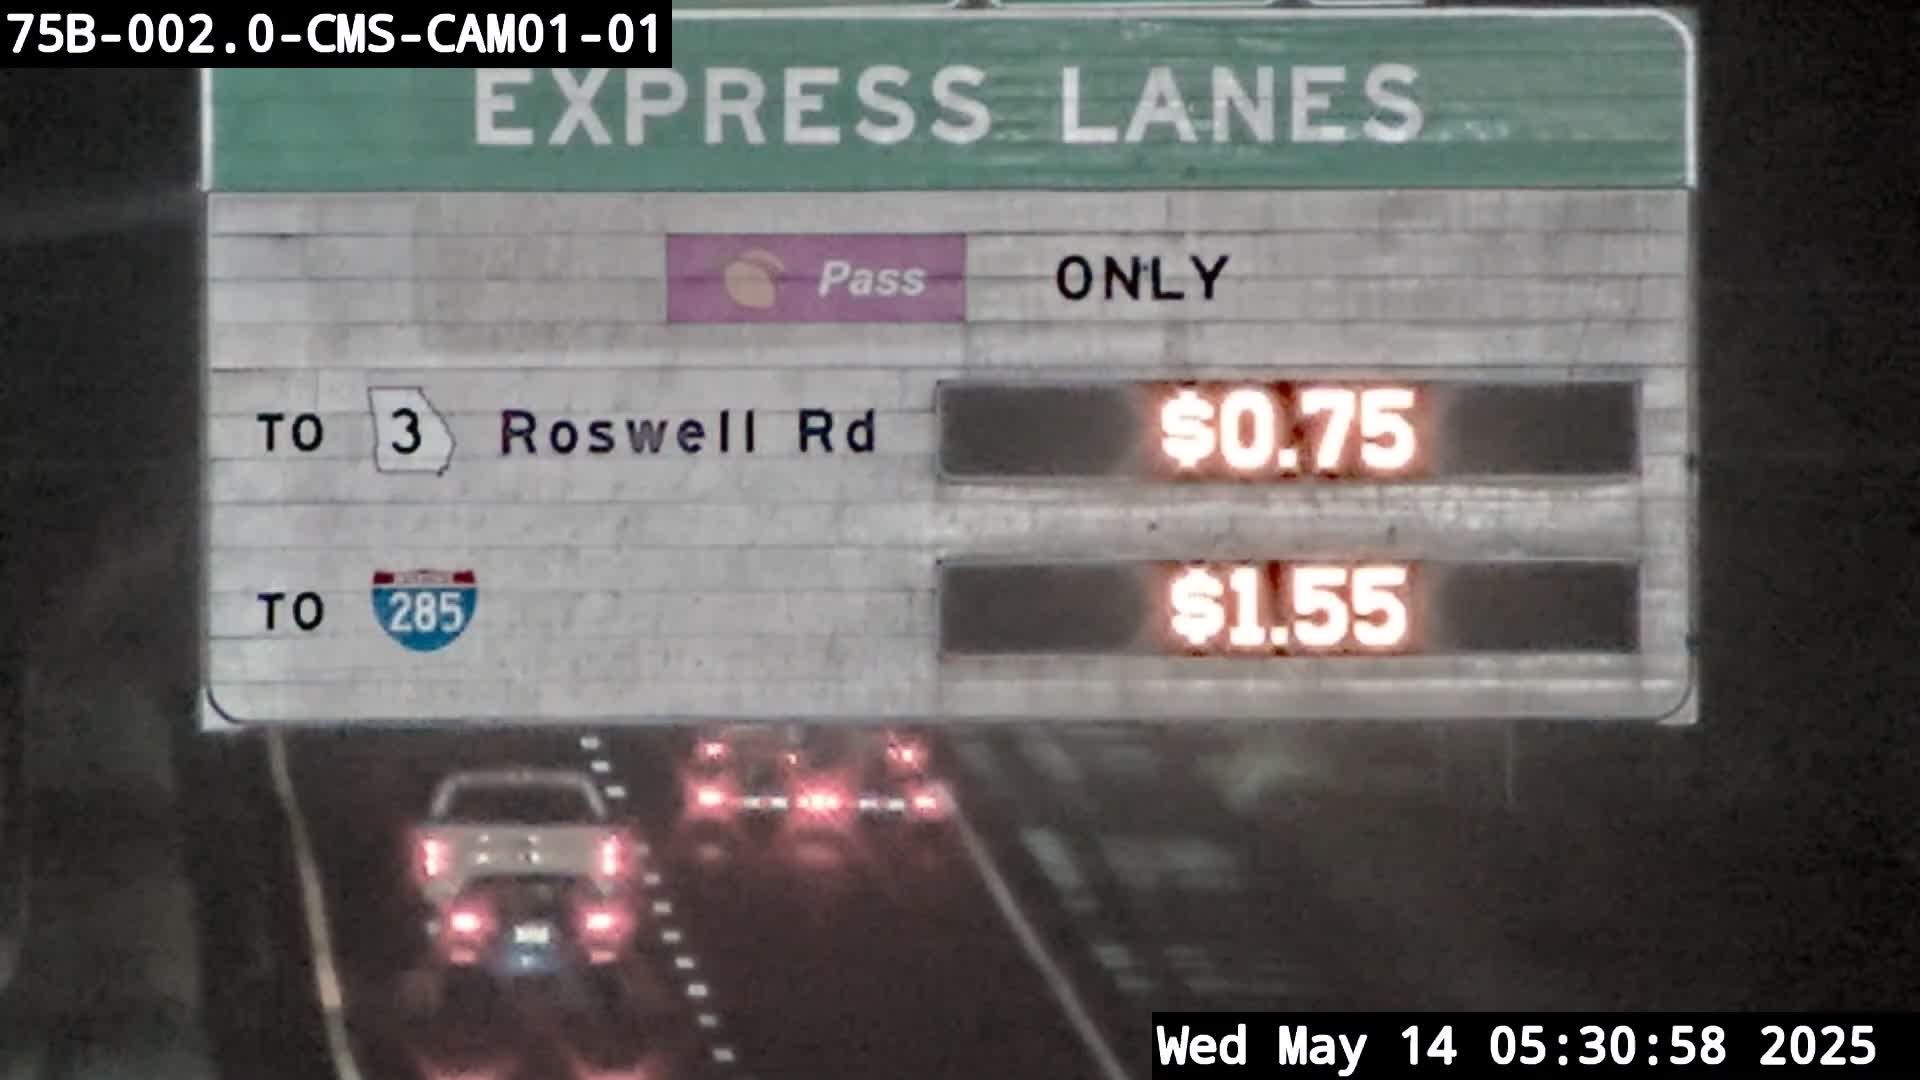 75B-002.0-CMS-CAM01-01
EXPRESS LANES
Pass ONLY
TO 3 Roswell Rd $0.75
TO 285 $1.55
Wed May 14 05:30:58 2025